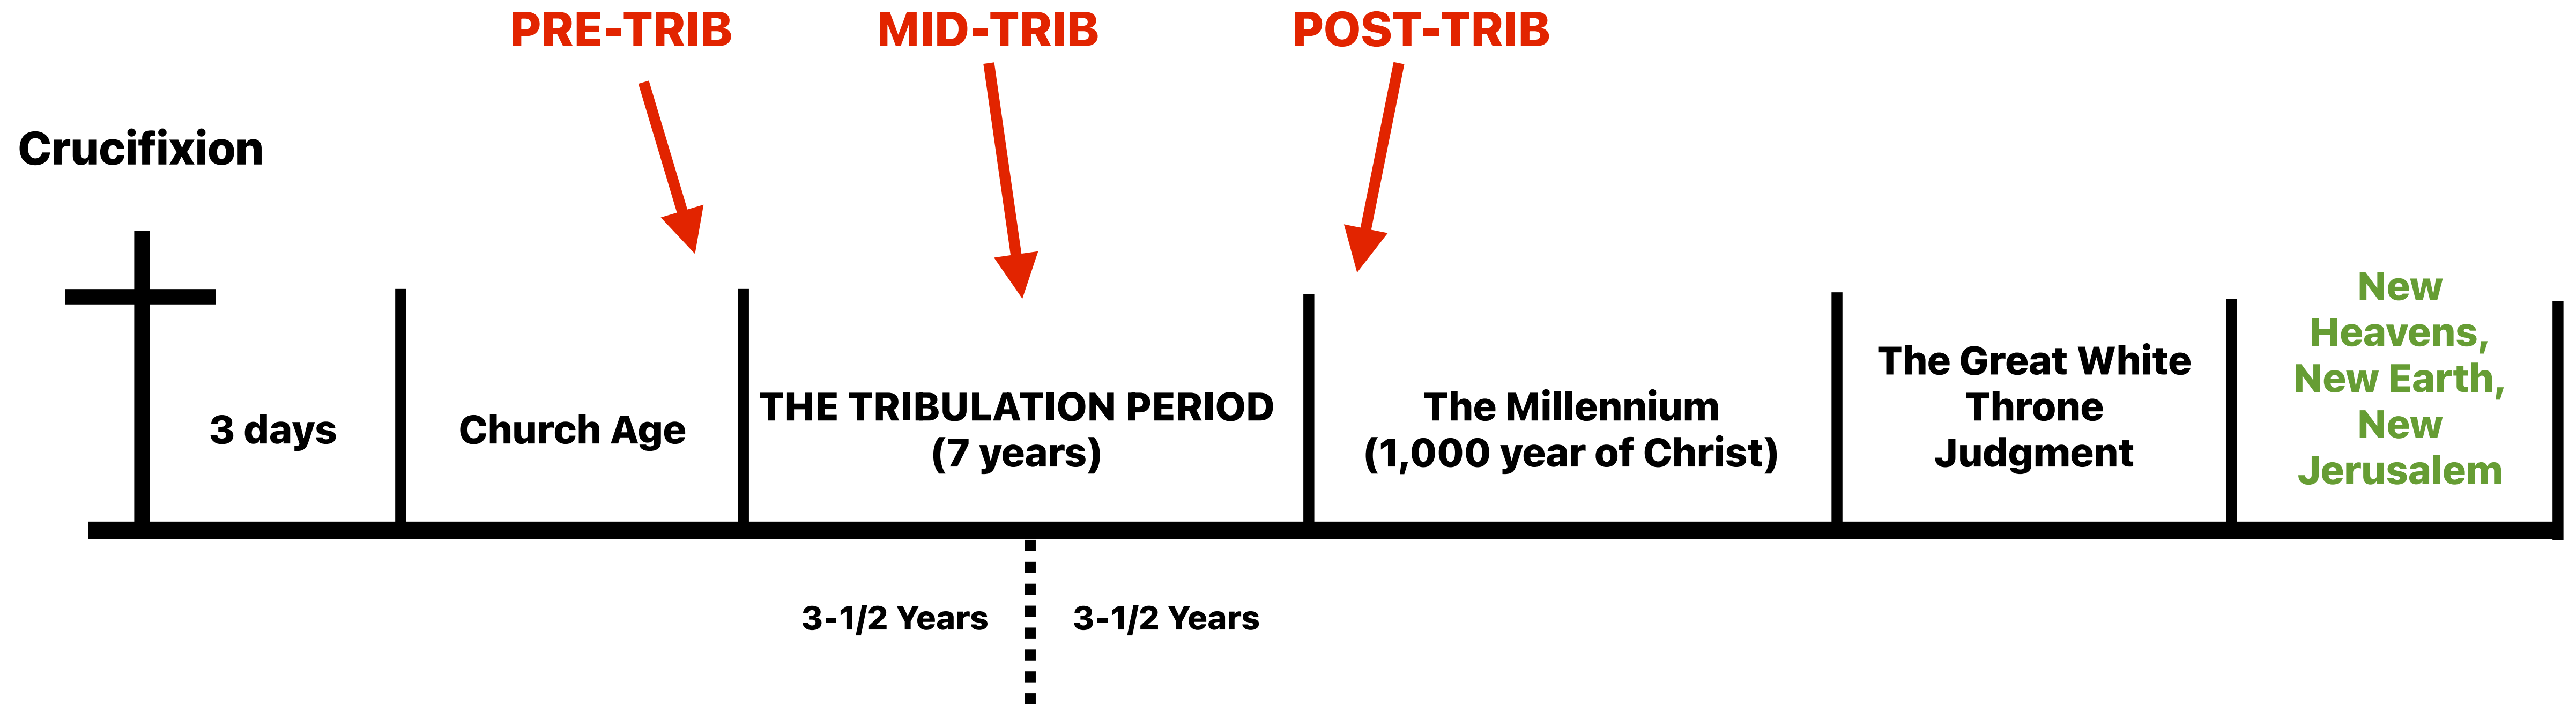 PRE-TRIB
MID-TRIB
POST-TRIB
Crucifixion
3 days
Church Age
THE TRIBULATION PERIOD
(7 years)
The Millennium
(1,000 year of Christ)
The Great White
Throne
Judgment
New
Heavens,
New Earth,
New
Jerusalem
3-1/2 Years
3-1/2 Years